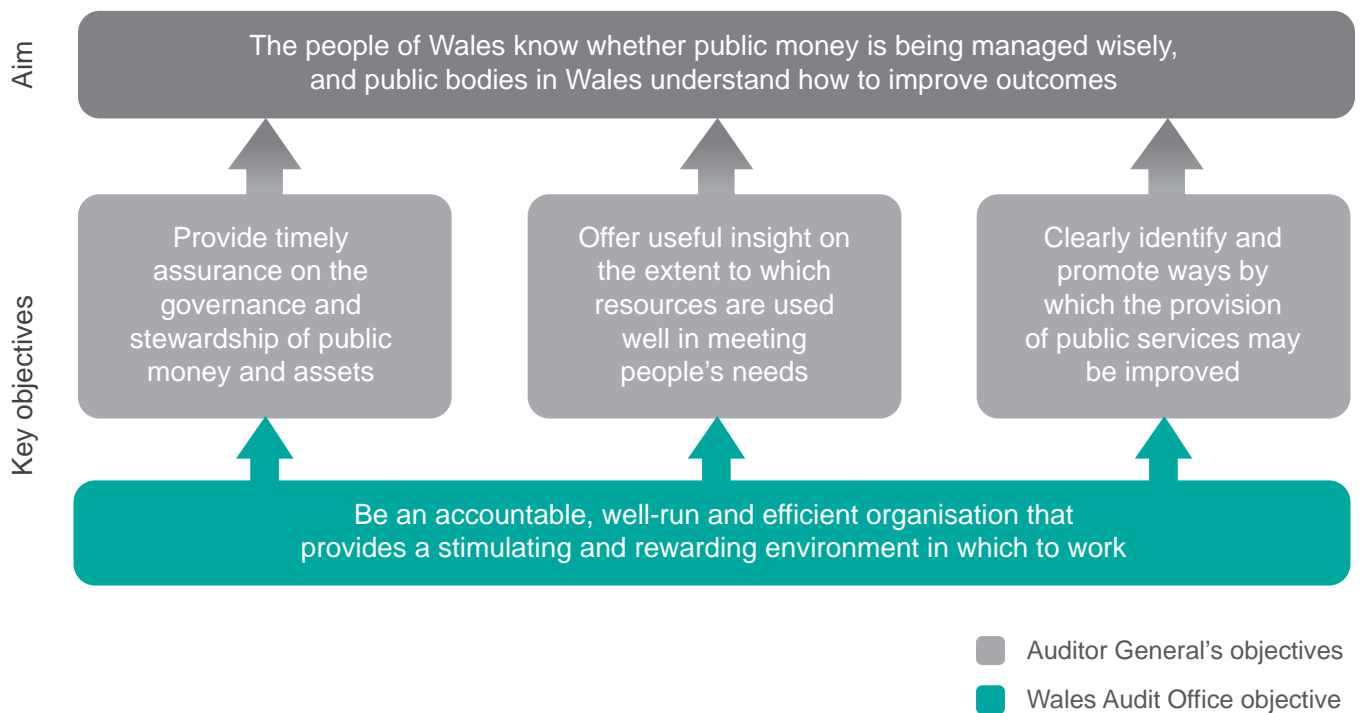 Aim
The people of Wales know whether public money is being managed wisely,
and public bodies in Wales understand how to improve outcomes
Key objectives
Provide timely
assurance on the
governance and
stewardship of public
money and assets
Offer useful insight on
the extent to which
resources are used
well in meeting
people’s needs
Clearly identify and
promote ways by
which the provision
of public services may
be improved
Be an accountable, well-run and efficient organisation that
provides a stimulating and rewarding environment in which to work
Auditor General’s objectives
Wales Audit Office objective